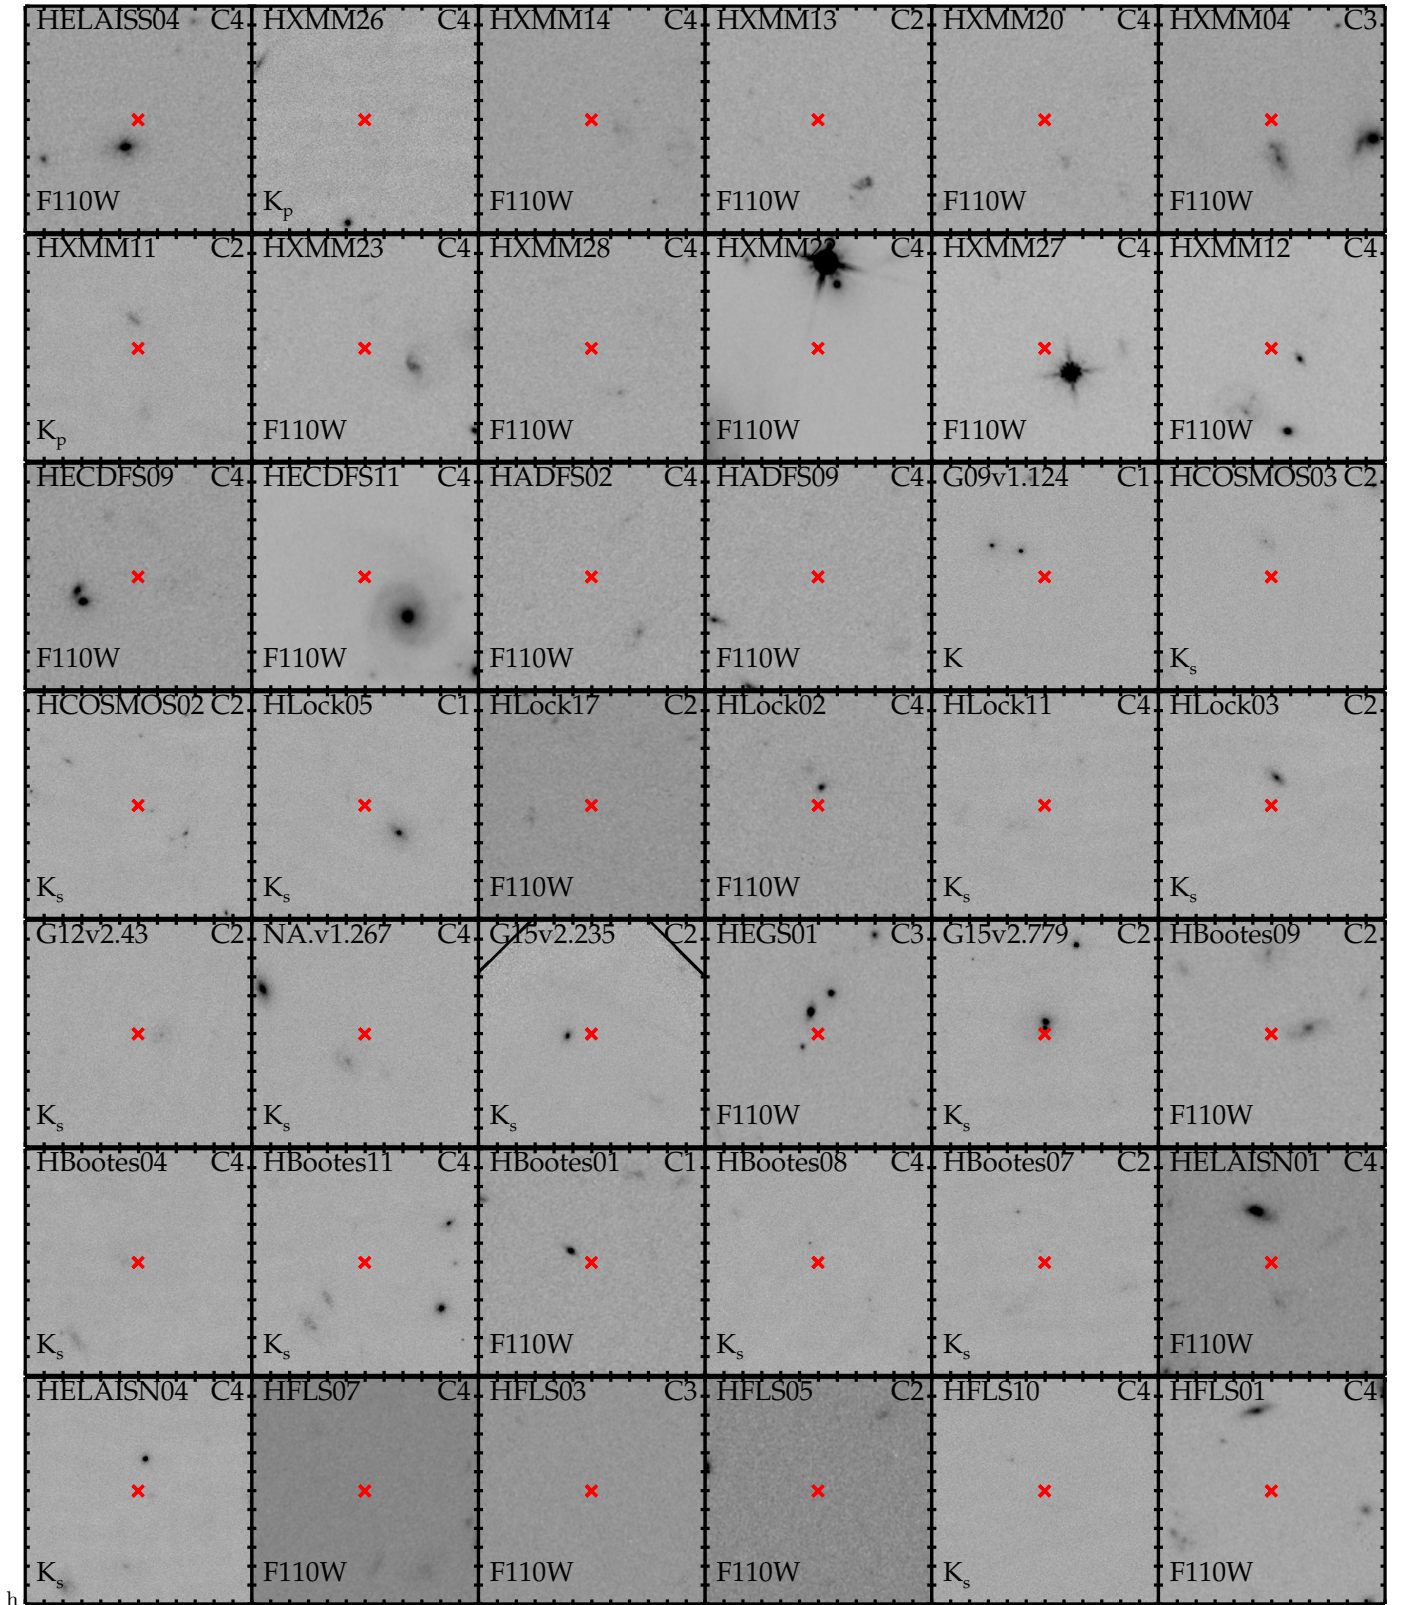 HELAISS04 C4 HXMM26 C4 HXMM14 C4 HXMM13 C2 HXMM20 C4 HXMM04 C3
F110W Kp F110W F110W F110W F110W
HXMM11 C2 HXMM23 C4 HXMM28 C4 HXMM22 C4 HXMM27 C4 HXMM12 C4
Kp F110W F110W F110W F110W F110W
HECDFS09 C4 HECDFS11 C4 HADFS02 C4 HADFS09 C4 G09v1.124 C1 HCOSMOS03 C2
F110W F110W F110W F110W K Ks
HCOSMOS02 C2 HLock05 C1 HLock17 C2 HLock02 C4 HLock11 C4 HLock03 C2
Ks Ks F110W F110W Ks Ks
G12v2.43 C2 NA.v1.267 C4 G15v2.235 C2 HEGS01 C3 G15v2.779 C2 HBootes09 C2
Ks Ks Ks F110W Ks F110W
HBootes04 C4 HBootes11 C4 HBootes01 C1 HBootes08 C4 HBootes07 C2 HELAISN01 C4
Ks Ks F110W Ks Ks F110W
HELAISN04 C4 HFLS07 C4 HFLS03 C3 HFLS05 C2 HFLS10 C4 HFLS01 C4
Ks F110W F110W F110W Ks F110W
h